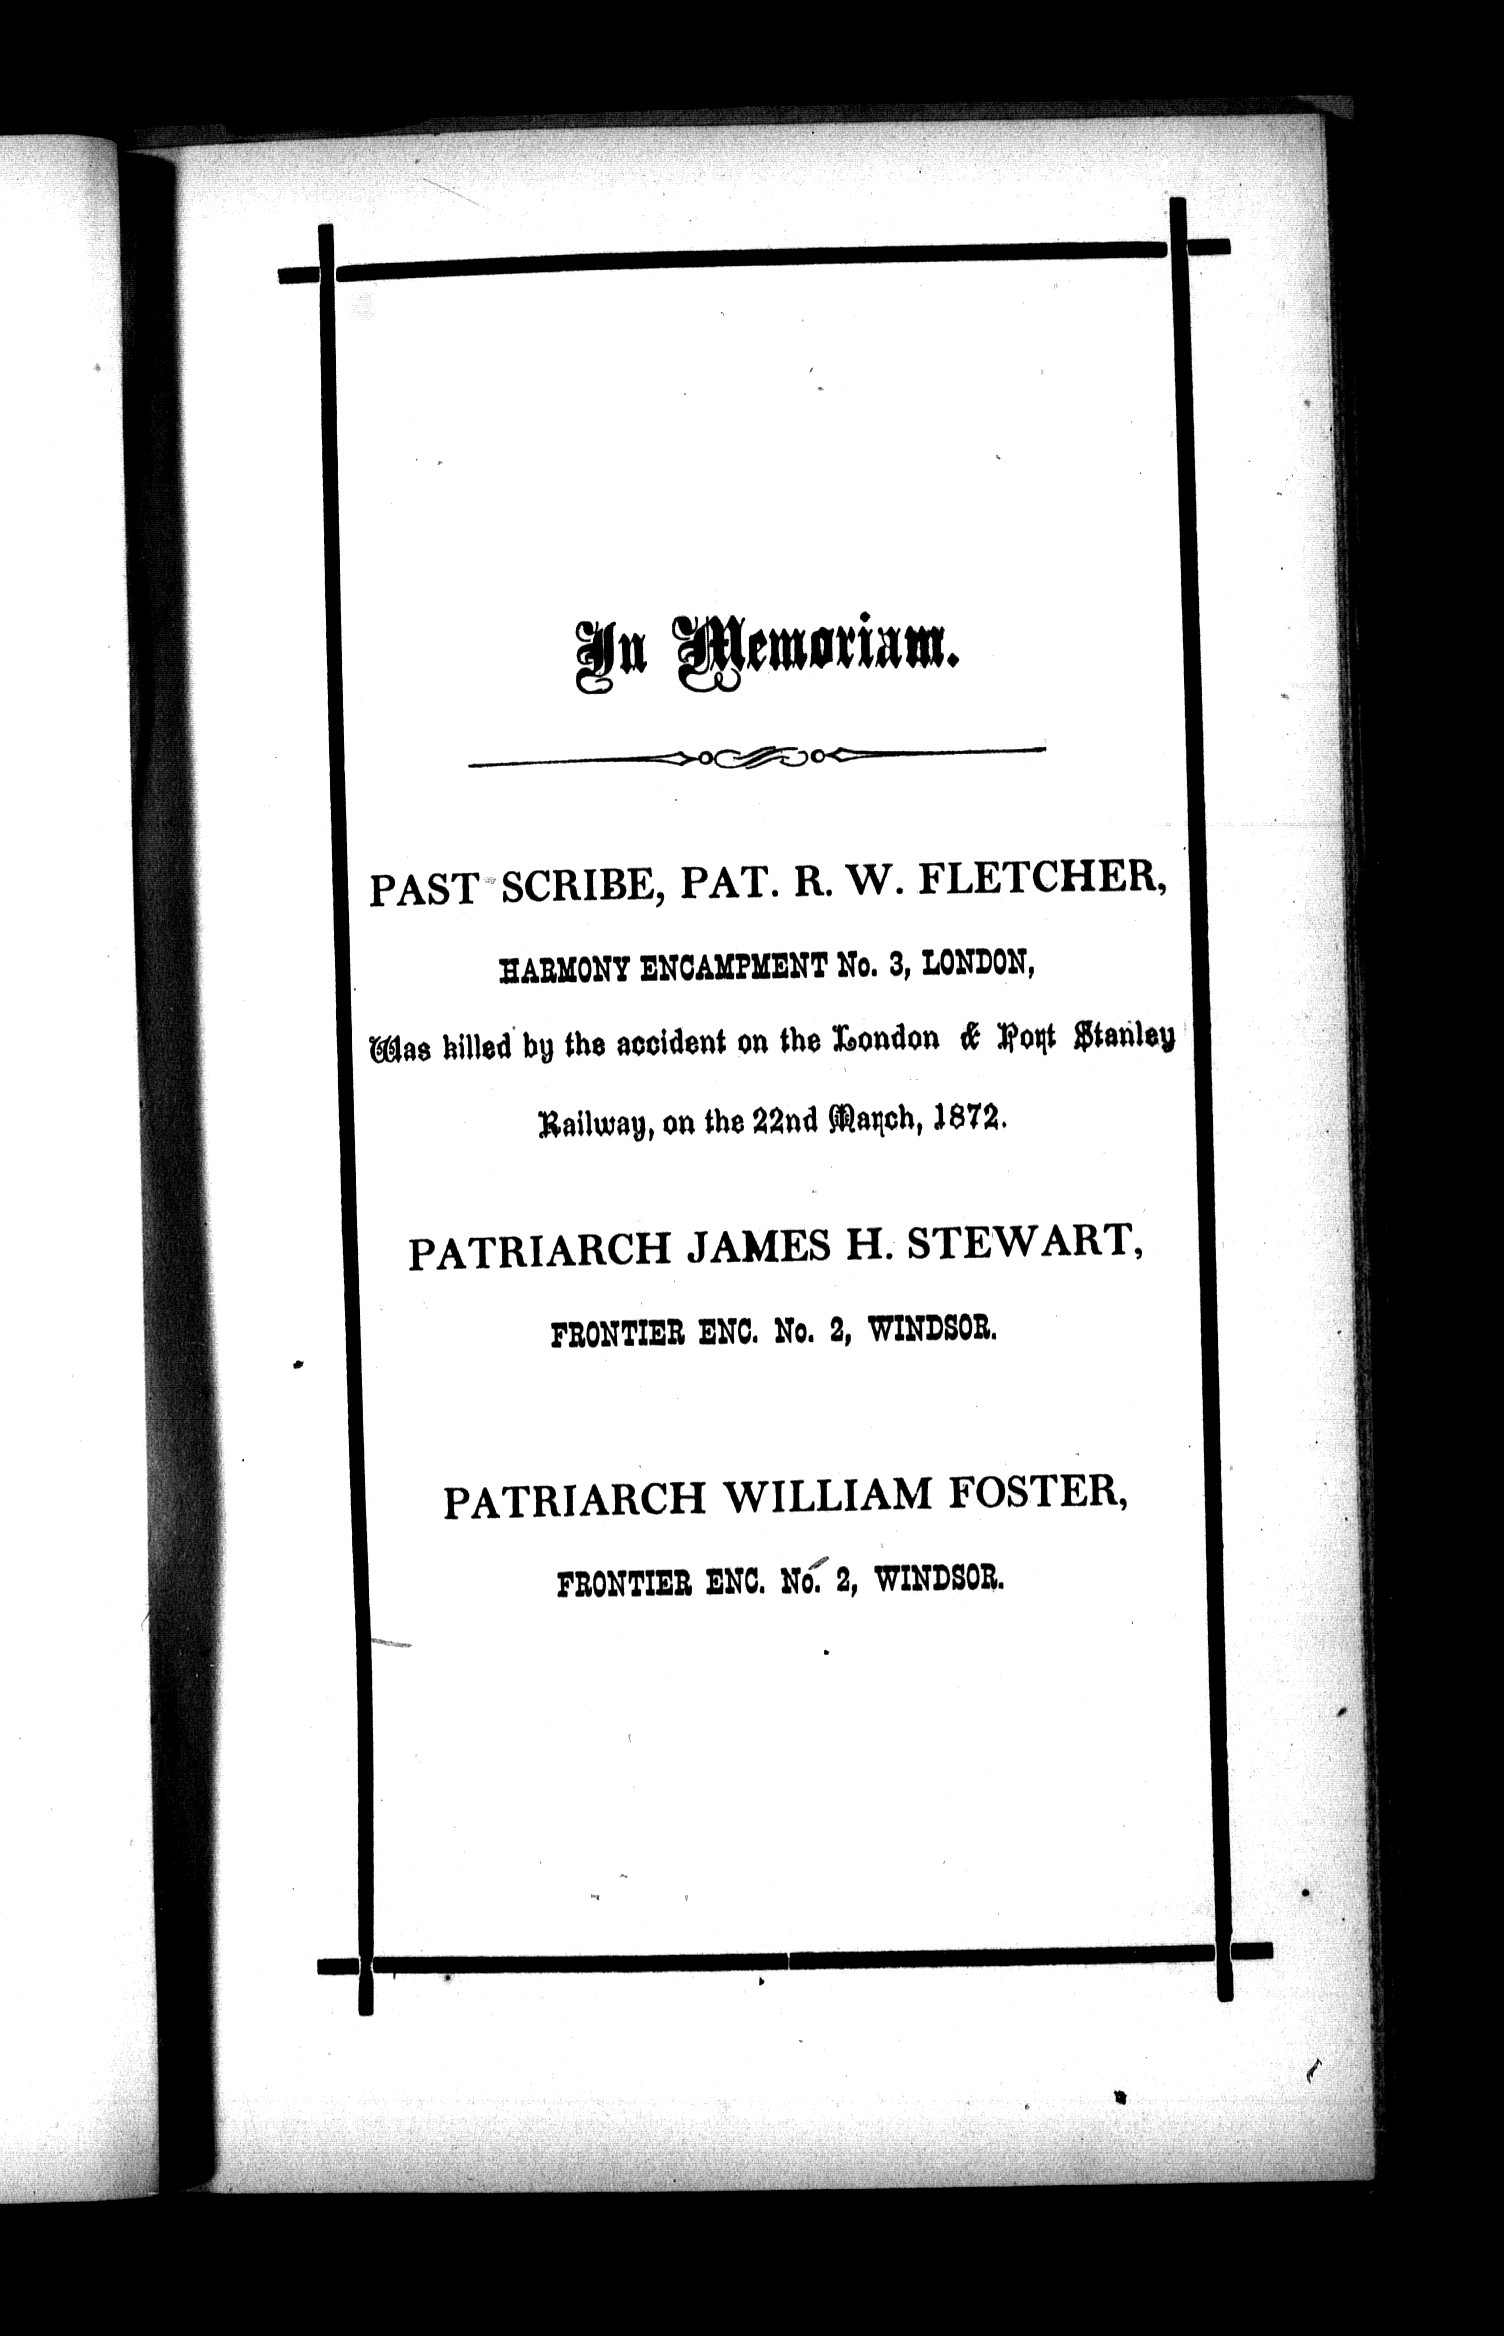 In Memoriam.
PAST SCRIBE, PAT. R. W. FLETCHER,
HARMONY ENCAMPMENT No. 3, LONDON,
Was killed by the accident on the London & Port Stanley
Railway, on the 22nd March, 1872.
PATRIARCH JAMES H. STEWART,
FRONTIER ENC. No. 2, WINDSOR.
PATRIARCH WILLIAM FOSTER,
FRONTIER ENC. No. 2, WINDSOR.